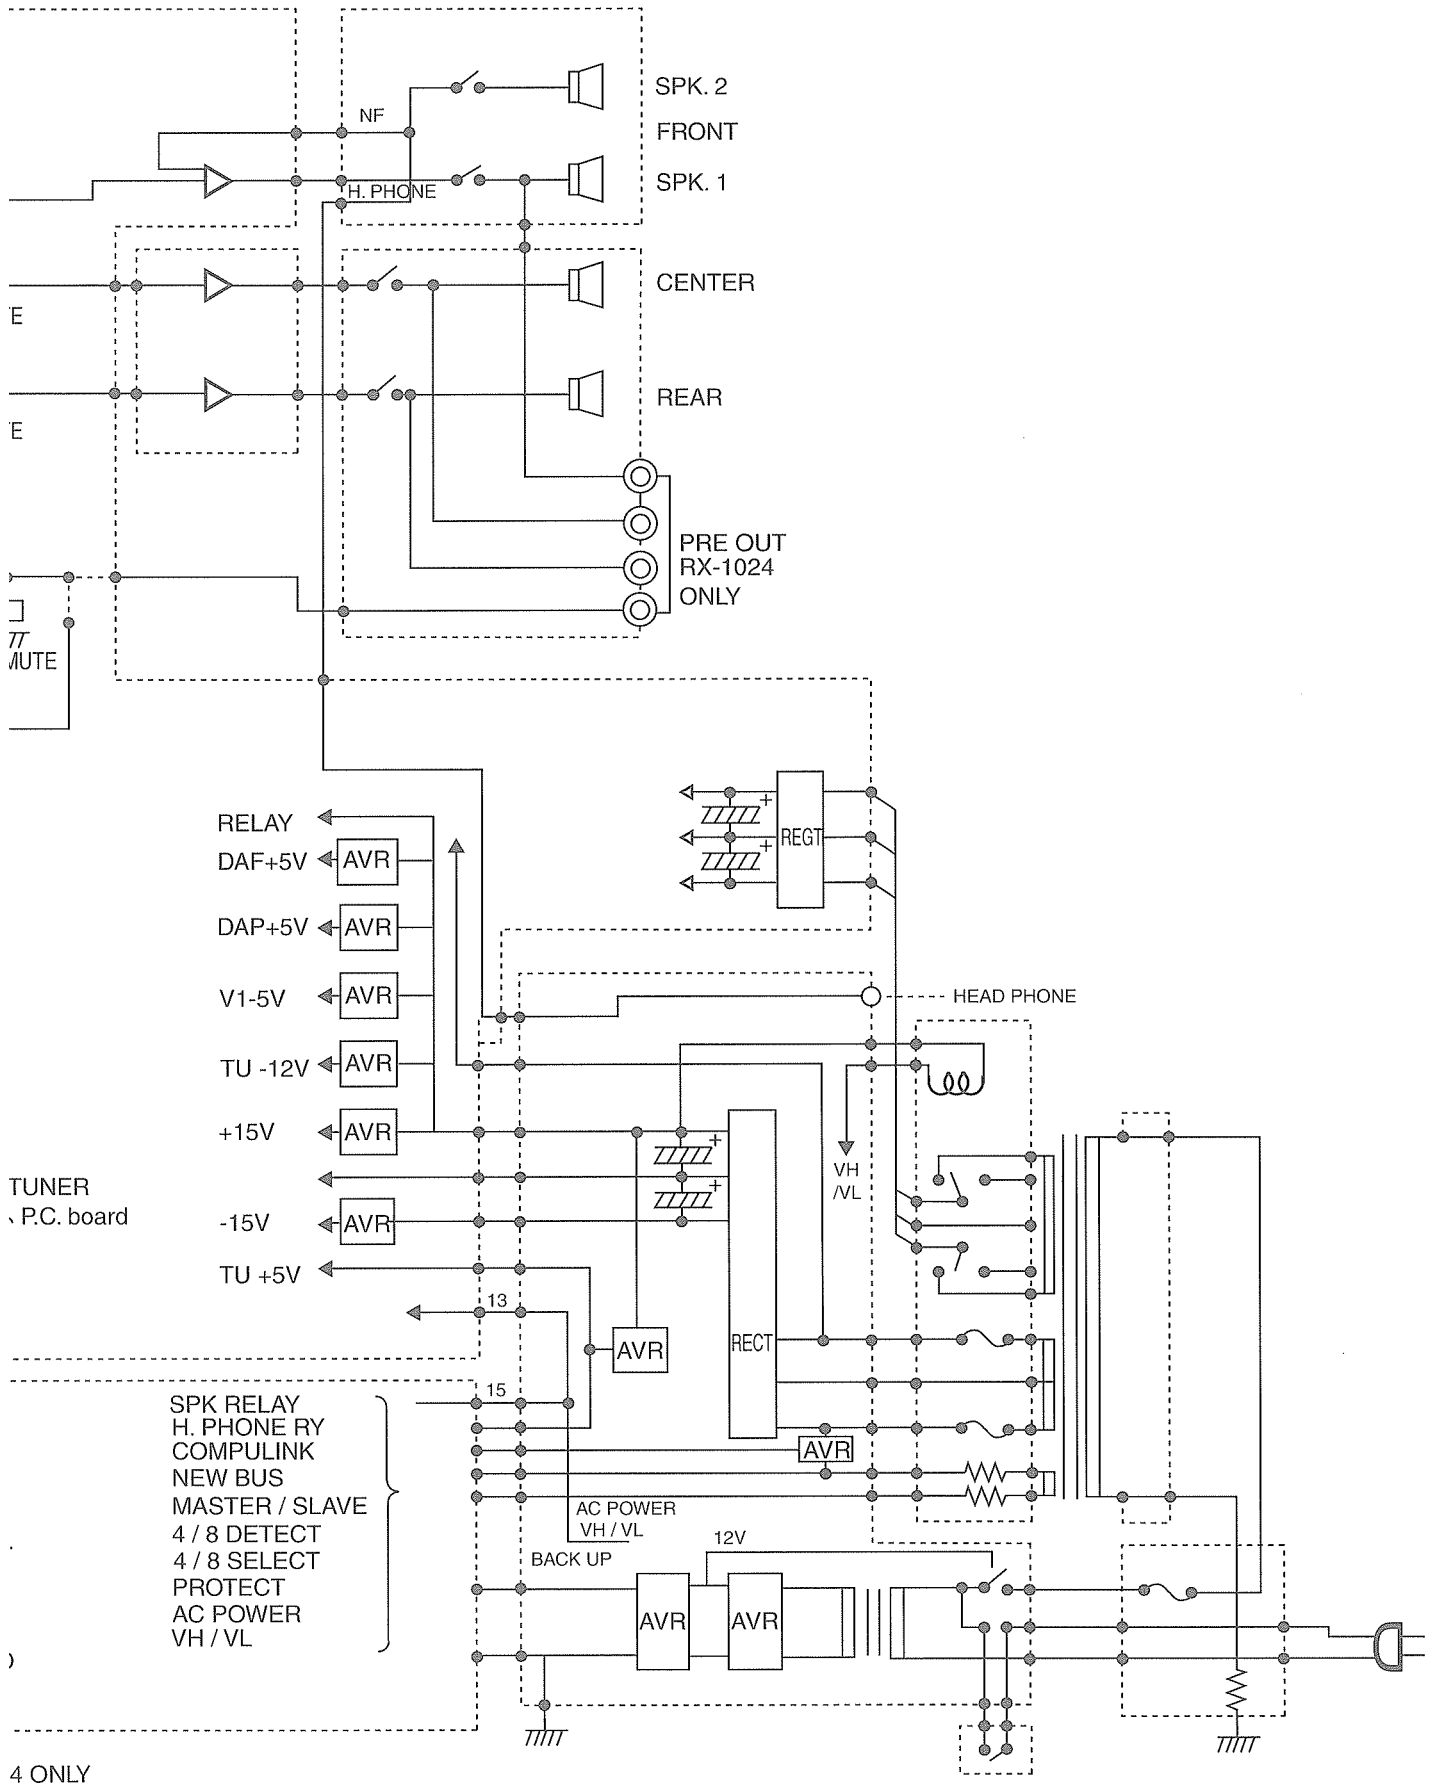 SPK. 2
NF
FRONT
SPK. 1
H. PHONE
CENTER
REAR
PRE OUT
RX-1024
ONLY
MUTE
RELAY
+
REGT
DAF+5V
AVR
+
DAP+5V
AVR
V1-5V
AVR
HEAD PHONE
TU -12V
AVR
+15V
AVR
+
VH
/VL
TUNER
P.C. board
-15V
AVR
+
TU +5V
13
AVR
RECT
15
SPK RELAY
H. PHONE RY
COMPULINK
AVR
NEW BUS
MASTER / SLAVE
AC POWER
VH / VL
4 / 8 DETECT
12V
4 / 8 SELECT
BACK UP
PROTECT
AC POWER
AVR
AVR
VH / VL
4 ONLY